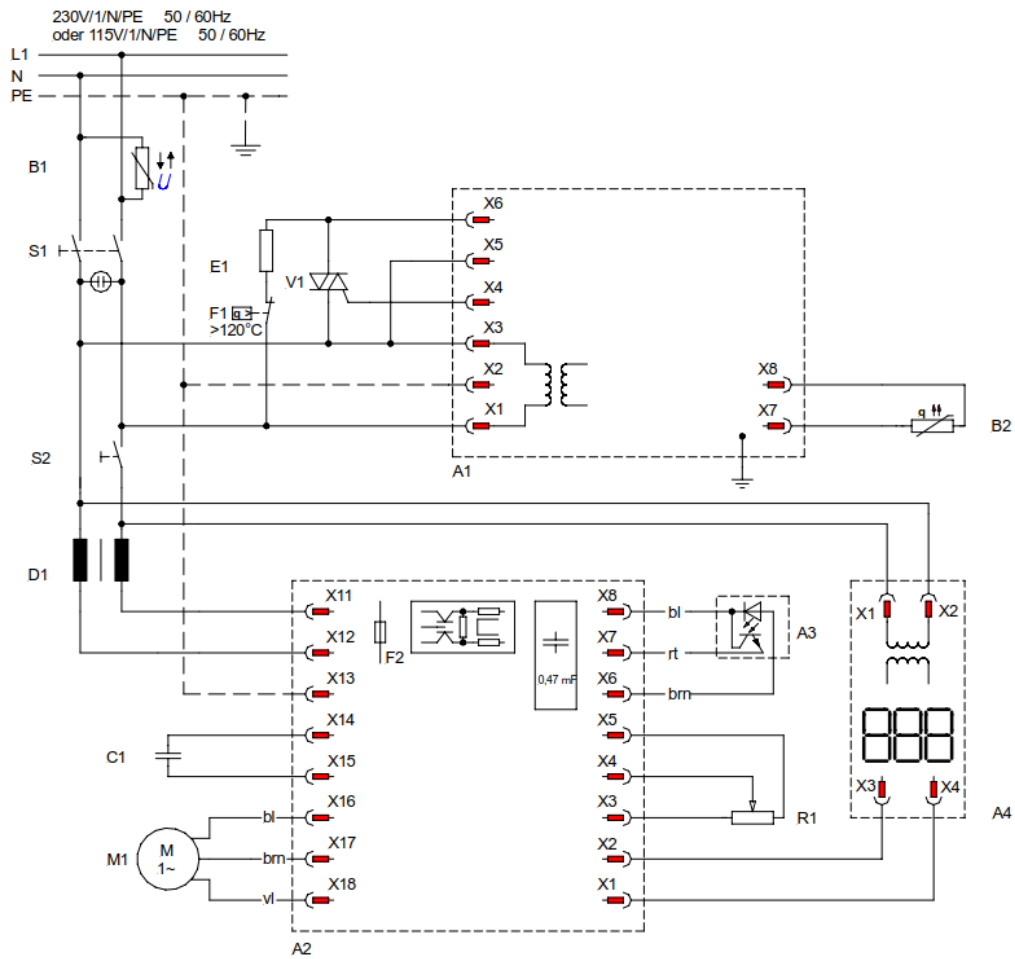 230V/1/N/PE 50 / 60Hz
oder 115V/1/N/PE 50 / 60Hz
L1
N
PE
B1
U
S1
E1
F1 q >
>120°C
V1
X6
X5
X4
X3
X2
X1
X8
X7
q
B2
A1
S2
D1
X11
X12
X13
X14
X15
X16
X17
X18
F2
0,47 mF
X8
X7
X6
X5
X4
X3
X2
X1
bl
rt
brn
A3
R1
X1
X2
X3
X4
A4
C1
M1
M
1~
bl
brn
vl
A2